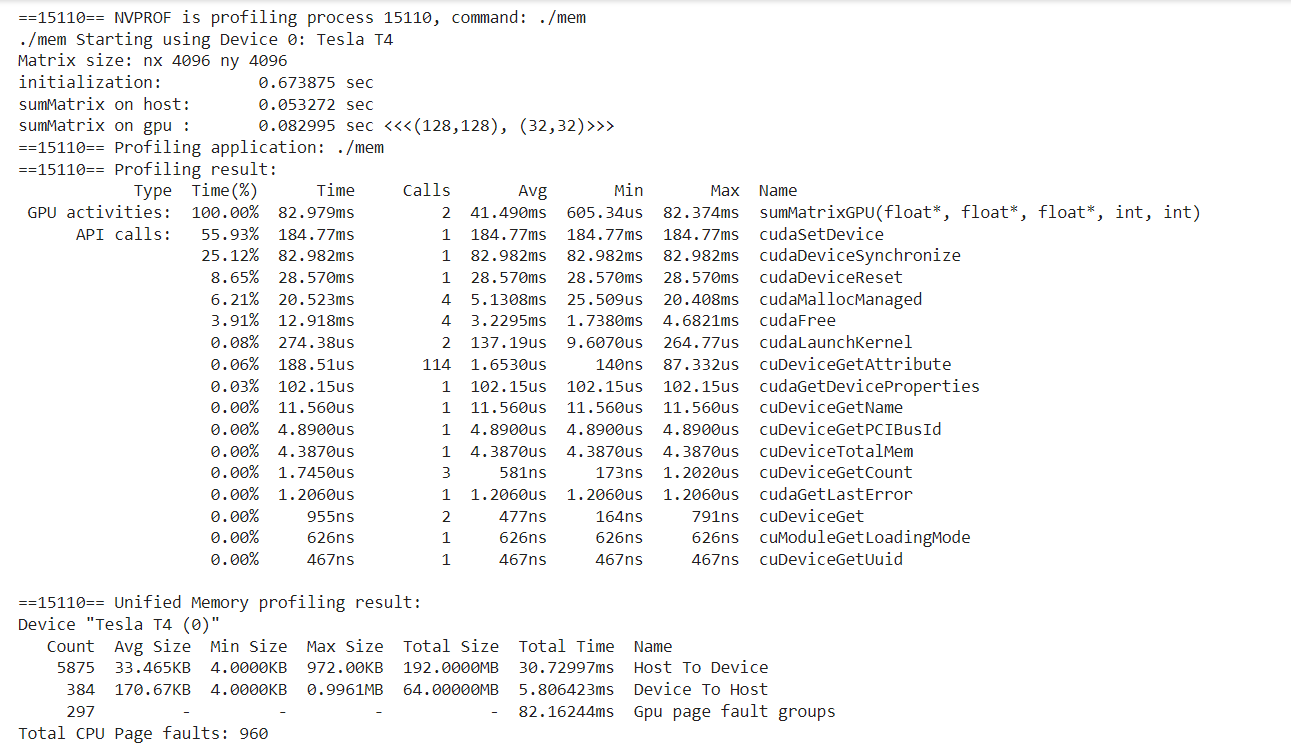 ==15110== NVPROF is profiling process 15110, command: ./mem
./mem Starting using Device 0: Tesla T4
Matrix size: nx 4096 ny 4096
initialization:          0.673875 sec
sumMatrix on host:       0.053272 sec
sumMatrix on gpu :       0.082995 sec <<<(128,128), (32,32)>>>
==15110== Profiling application: ./mem
==15110== Profiling result:
            Type  Time(%)      Time     Calls       Avg       Min       Max  Name
 GPU activities:  100.00%  82.979ms         2  41.490ms  605.34us  82.374ms  sumMatrixGPU(float*, float*, float*, int, int)
      API calls:   55.93%  184.77ms         1  184.77ms  184.77ms  184.77ms  cudaSetDevice
                   25.12%  82.982ms         1  82.982ms  82.982ms  82.982ms  cudaDeviceSynchronize
                    8.65%  28.570ms         1  28.570ms  28.570ms  28.570ms  cudaDeviceReset
                    6.21%  20.523ms         4  5.1308ms  25.509us  20.408ms  cudaMallocManaged
                    3.91%  12.918ms         4  3.2295ms  1.7380ms  4.6821ms  cudaFree
                    0.08%  274.38us         2  137.19us  9.6070us  264.77us  cudaLaunchKernel
                    0.06%  188.51us       114  1.6530us     140ns  87.332us  cuDeviceGetAttribute
                    0.03%  102.15us         1  102.15us  102.15us  102.15us  cudaGetDeviceProperties
                    0.00%  11.560us         1  11.560us  11.560us  11.560us  cuDeviceGetName
                    0.00%  4.8900us         1  4.8900us  4.8900us  4.8900us  cuDeviceGetPCIBusId
                    0.00%  4.3870us         1  4.3870us  4.3870us  4.3870us  cuDeviceTotalMem
                    0.00%  1.7450us         3     581ns     173ns  1.2020us  cuDeviceGetCount
                    0.00%  1.2060us         1  1.2060us  1.2060us  1.2060us  cudaGetLastError
                    0.00%     955ns         2     477ns     164ns     791ns  cuDeviceGet
                    0.00%     626ns         1     626ns     626ns     626ns  cuModuleGetLoadingMode
                    0.00%     467ns         1     467ns     467ns     467ns  cuDeviceGetUuid
==15110== Unified Memory profiling result:
Device "Tesla T4 (0)"
   Count  Avg Size  Min Size  Max Size  Total Size  Total Time  Name
    5875  33.465KB  4.0000KB  972.00KB  192.0000MB  30.72997ms  Host To Device
     384  170.67KB  4.0000KB  0.9961MB  64.00000MB  5.806423ms  Device To Host
     297         -         -         -           -  82.16244ms  Gpu page fault groups
Total CPU Page faults: 960